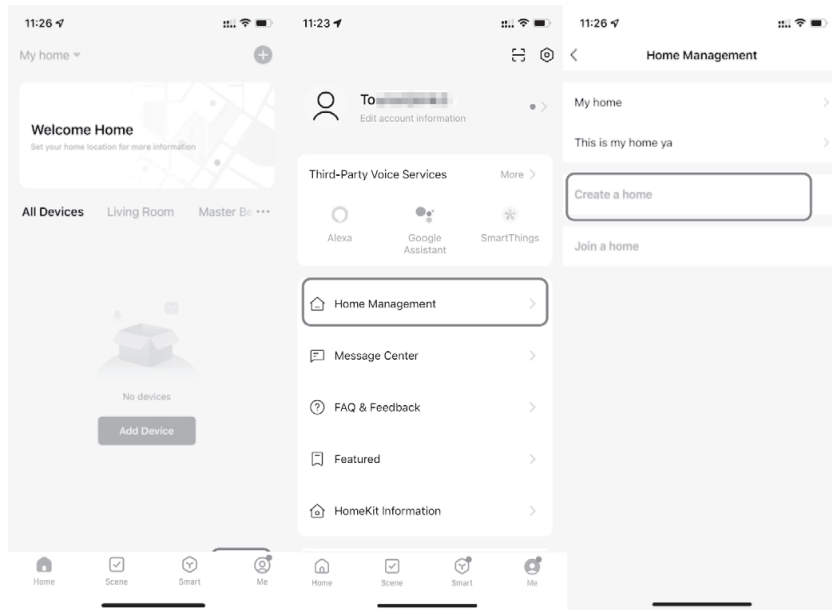 11:26
My home
Welcome Home
Set your home location for more information
All Devices Living Room Master Be
No devices
Add Device
Home Scene Smart Me
11:23
To
Edit account information
Third-Party Voice Services More
Alexa Google Assistant SmartThings
Home Management
Message Center
FAQ & Feedback
Featured
HomeKit Information
Home Scene Smart Me
11:26
Home Management
My home
This is my home ya
Create a home
Join a home